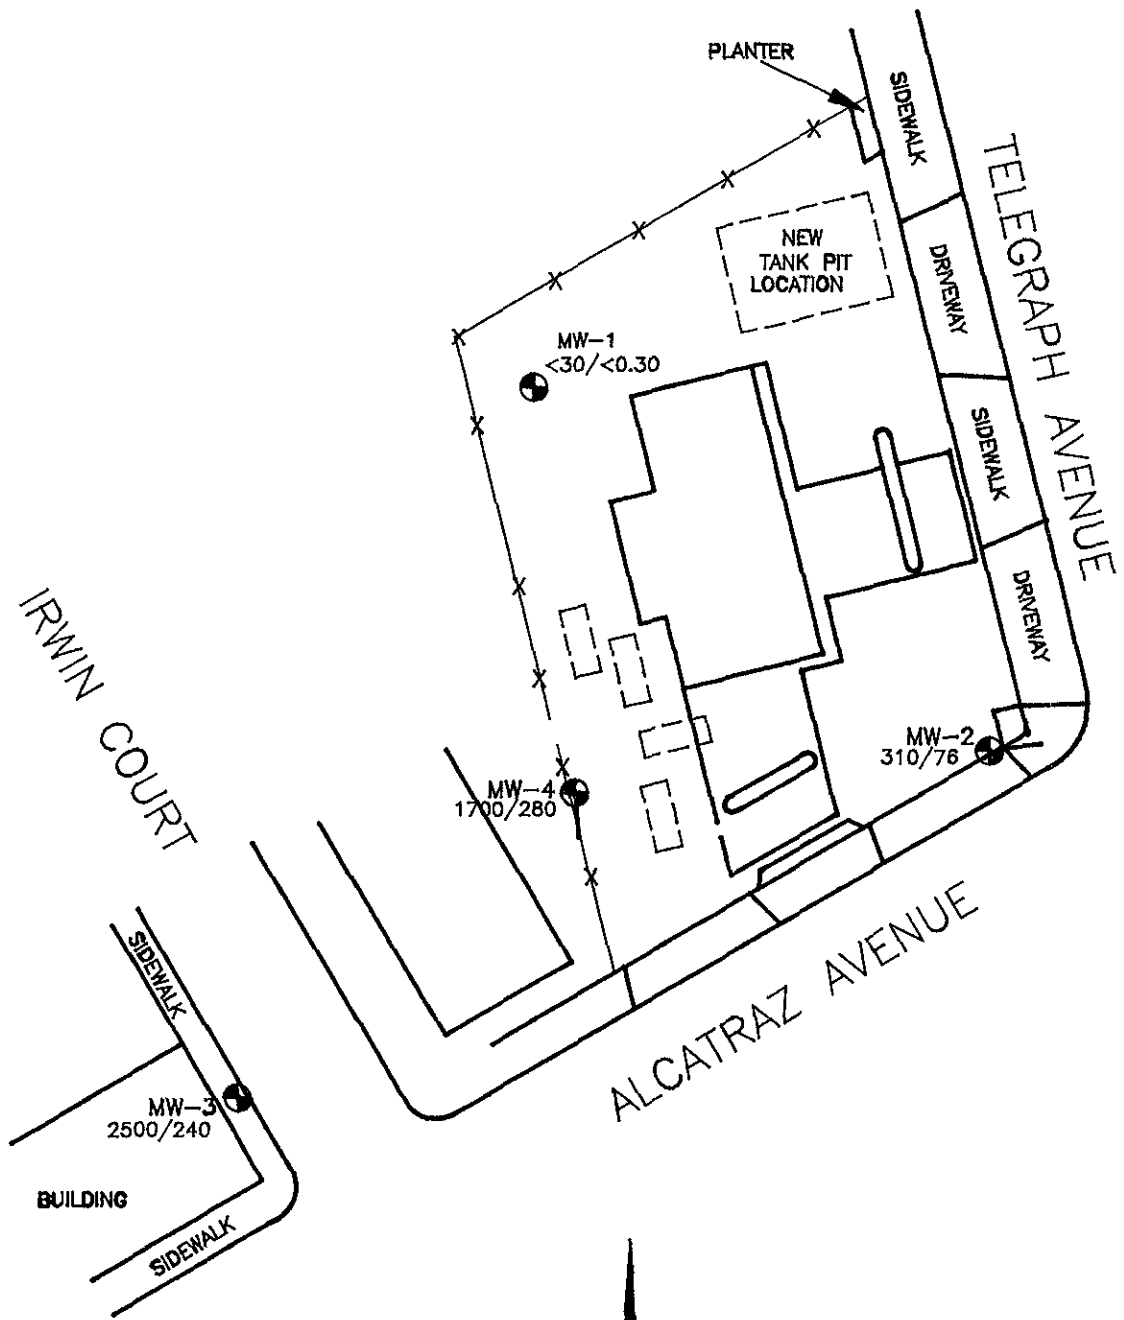 PLANTER
SIDEWALK
TELEGRAPH AVENUE
NEW
TANK PIT
LOCATION
DRIVEWAY
MW-1
<30/<0.30
SIDEWALK
DRIVEWAY
IRWIN COURT
MW-2
310/76
MW-4
1700/280
ALCATRAZ AVENUE
SIDEWALK
MW-3
2500/240
BUILDING
SIDEWALK